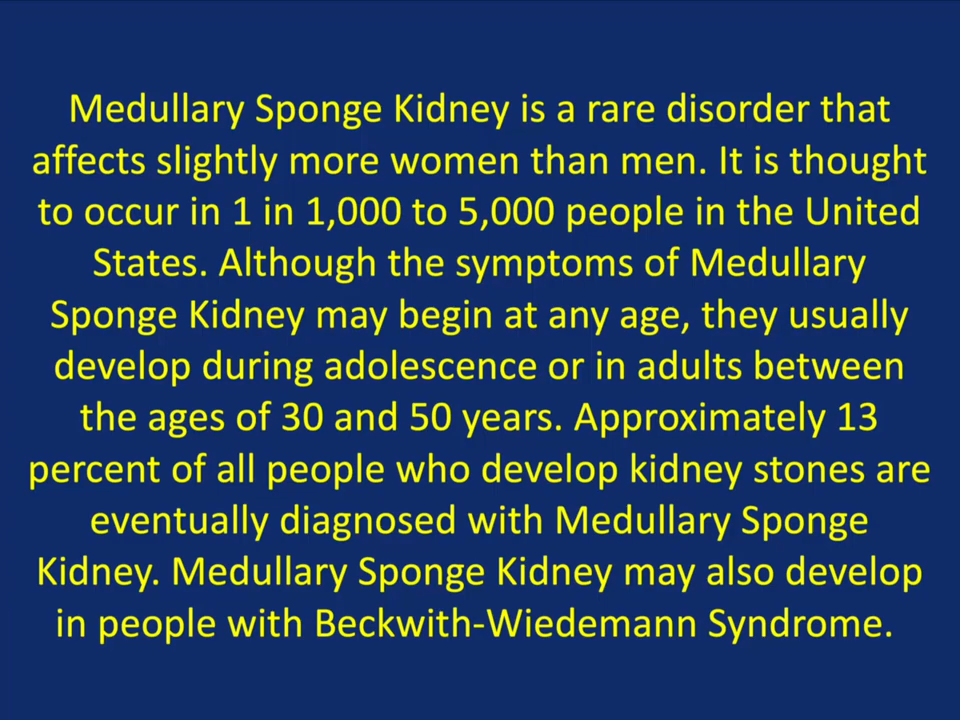 Medullary Sponge Kidney is a rare disorder that
affects slightly more women than men. It is thought
to occur in 1 in 1,000 to 5,000 people in the United
States. Although the symptoms of Medullary
Sponge Kidney may begin at any age, they usually
develop during adolescence or in adults between
the ages of 30 and 50 years. Approximately 13
percent of all people who develop kidney stones are
eventually diagnosed with Medullary Sponge
Kidney. Medullary Sponge Kidney may also develop
in people with Beckwith-Wiedemann Syndrome.